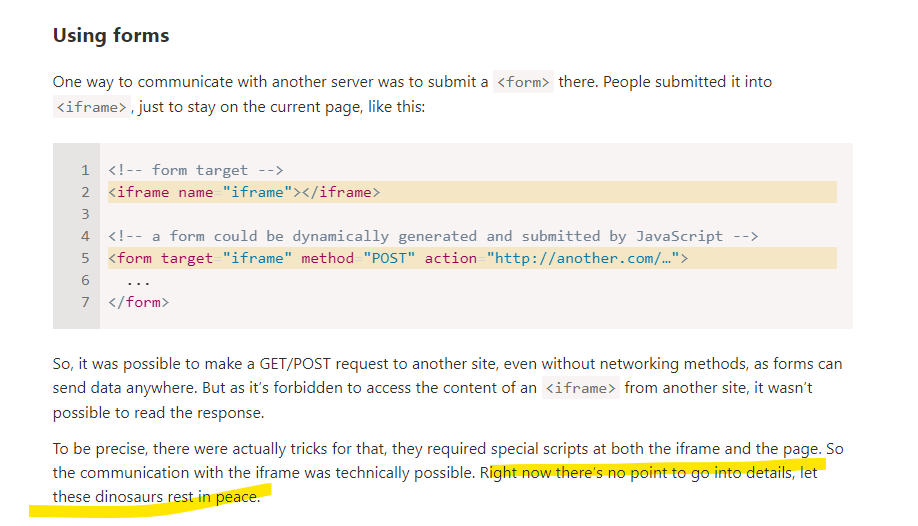 Using forms
One way to communicate with another server was to submit a <form> there. People submitted it into
<iframe>, just to stay on the current page, like this:
1 <!-- form target -->
2 <iframe name="iframe"></iframe>
3
4 <!-- a form could be dynamically generated and submitted by JavaScript -->
5 <form target="iframe" method="POST" action="http://another.com/…">
6 ...
7 </form>
So, it was possible to make a GET/POST request to another site, even without networking methods, as forms can
send data anywhere. But as it’s forbidden to access the content of an <iframe> from another site, it wasn’t
possible to read the response.
To be precise, there were actually tricks for that, they required special scripts at both the iframe and the page. So
the communication with the iframe was technically possible. Right now there’s no point to go into details, let
these dinosaurs rest in peace.